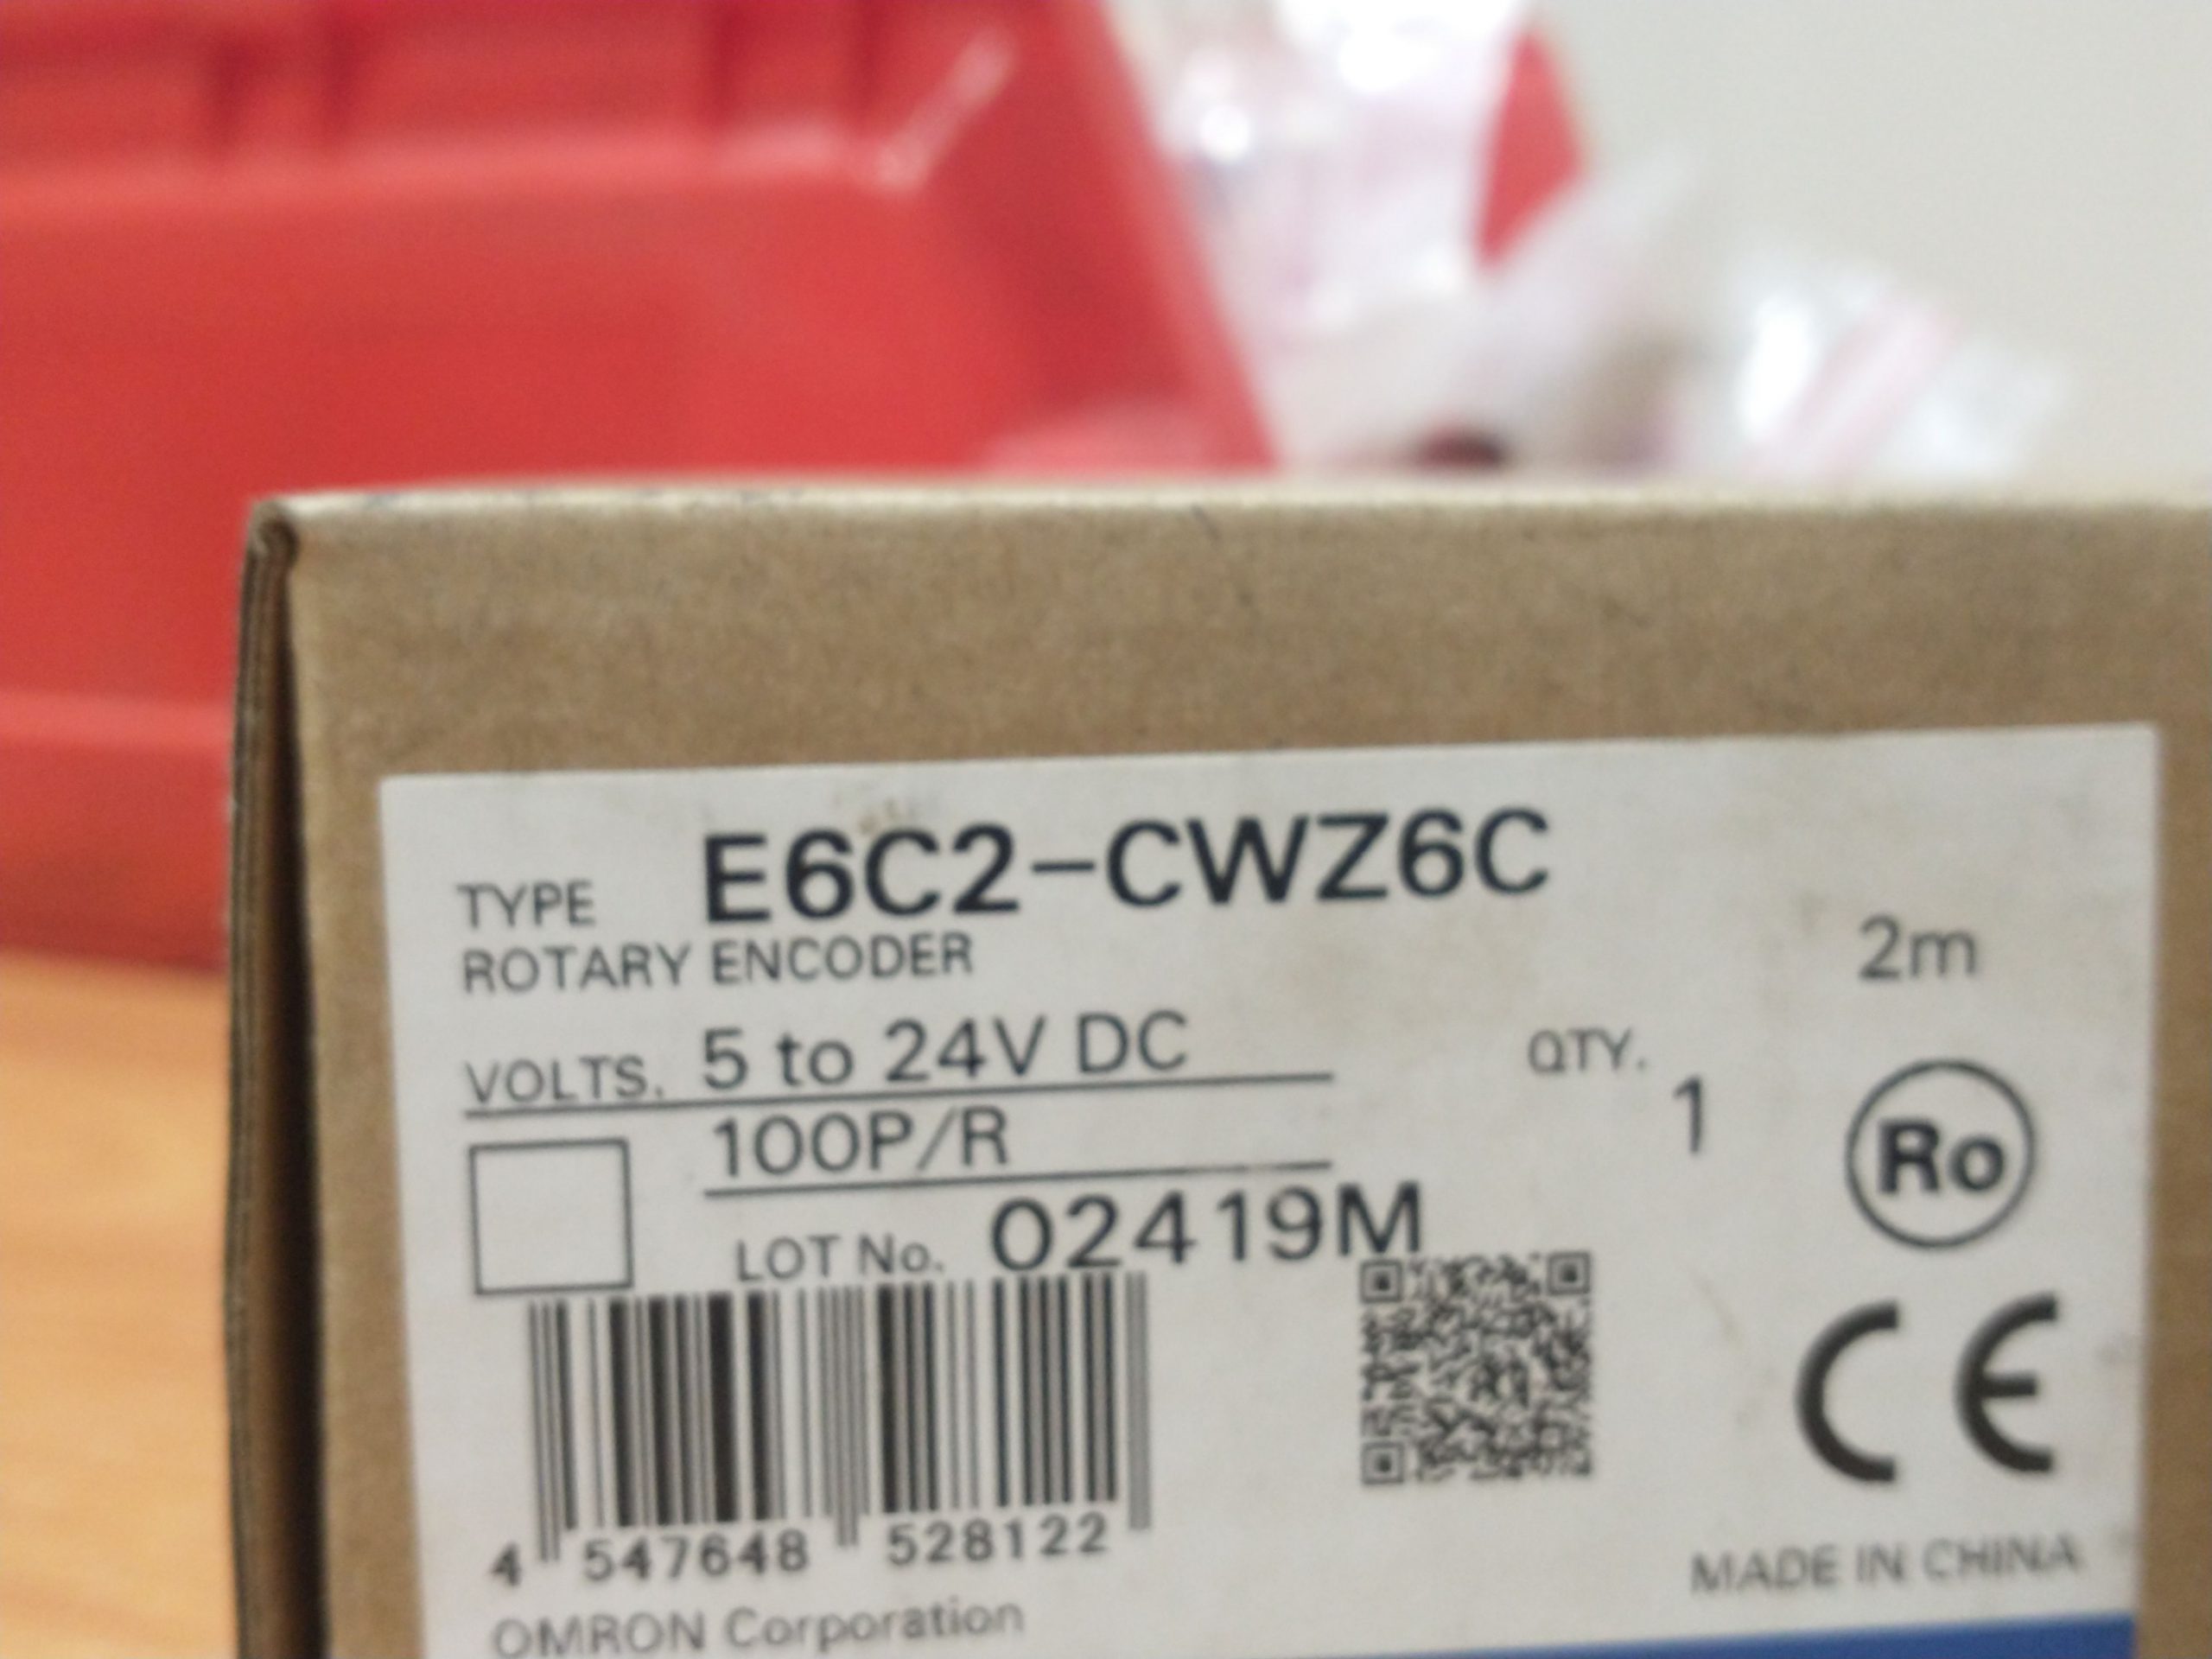 TYPE E6C2-CWZ6C
ROTARY ENCODER
2m
VOLTS. 5 to 24V DC
QTY. 1
100P/R
Ro
LOT No. 02419M
CE
4 547648 528122
MADE IN CHINA
OMRON Corporation